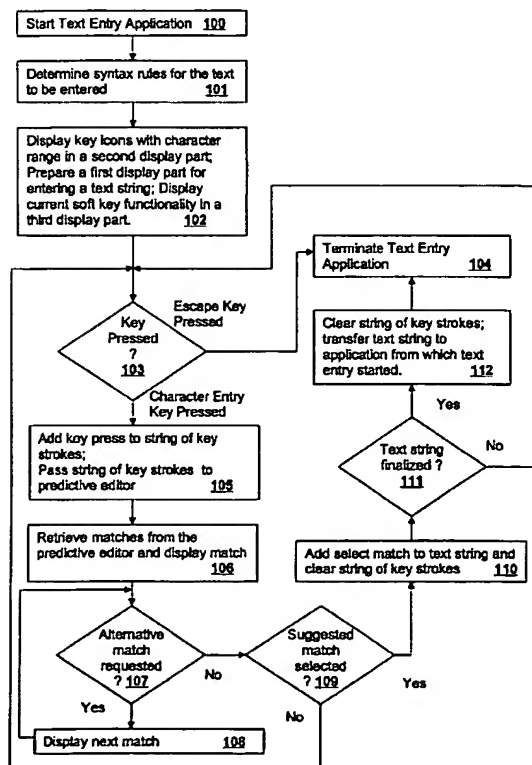 Start Text Entry Application 100
Determine syntax rules for the text
to be entered 101
Display key icons with character
range in a second display part;
Prepare a first display part for
entering a text string; Display
current soft key functionality in a
third display part. 102
Terminate Text Entry
Application 104
Escape Key
Pressed
Key
Pressed
? 103
Clear string of key strokes;
transfer text string to
application from which text
entry started. 112
Character Entry
Key Pressed
Yes
Add key press to string of key
strokes;
Pass string of key strokes to
predictive editor 105
Text string
finalized ?
111
No
Retrieve matches from the
predictive editor and display match
106
Add select match to text string and
clear string of key strokes 110
Alternative
match
requested
? 107
No
Suggested
match
selected
? 109
Yes
Yes
No
Display next match 108